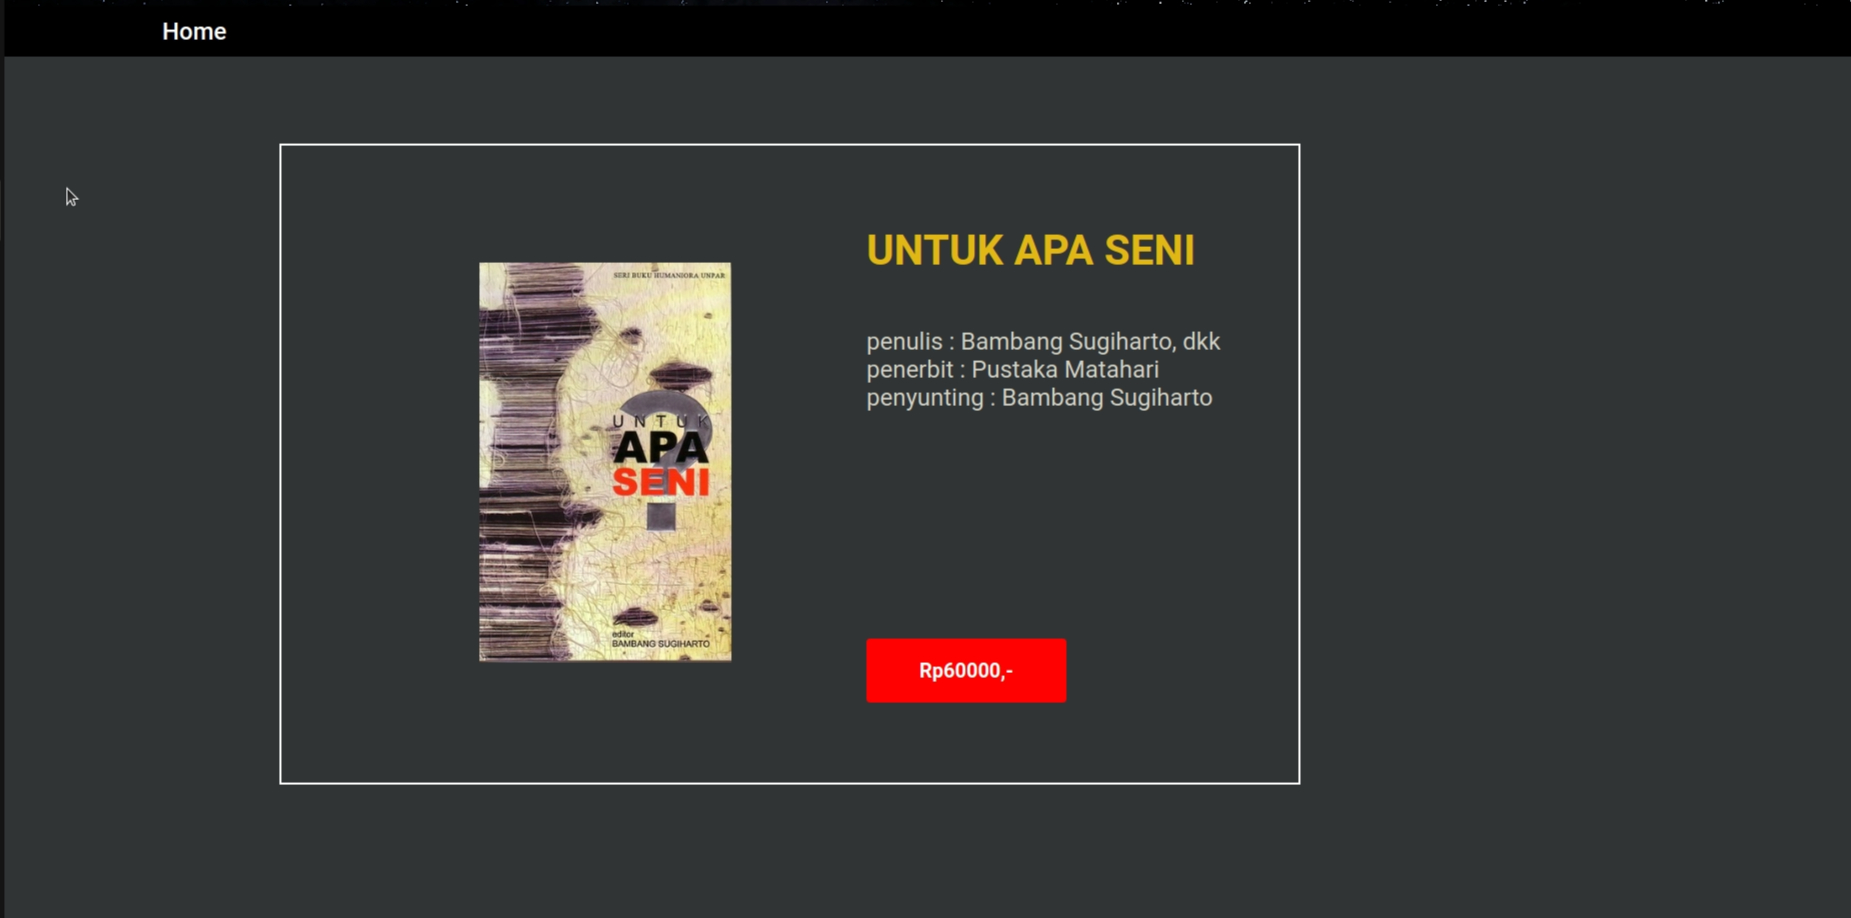 Home
SERI BUKU HUMANIORA UNPAR
UNTUK
APA
SENI
?
editor
BAMBANG SUGIHARTO
UNTUK APA SENI
penulis : Bambang Sugiharto, dkk
penerbit : Pustaka Matahari
penyunting : Bambang Sugiharto
Rp60000,-